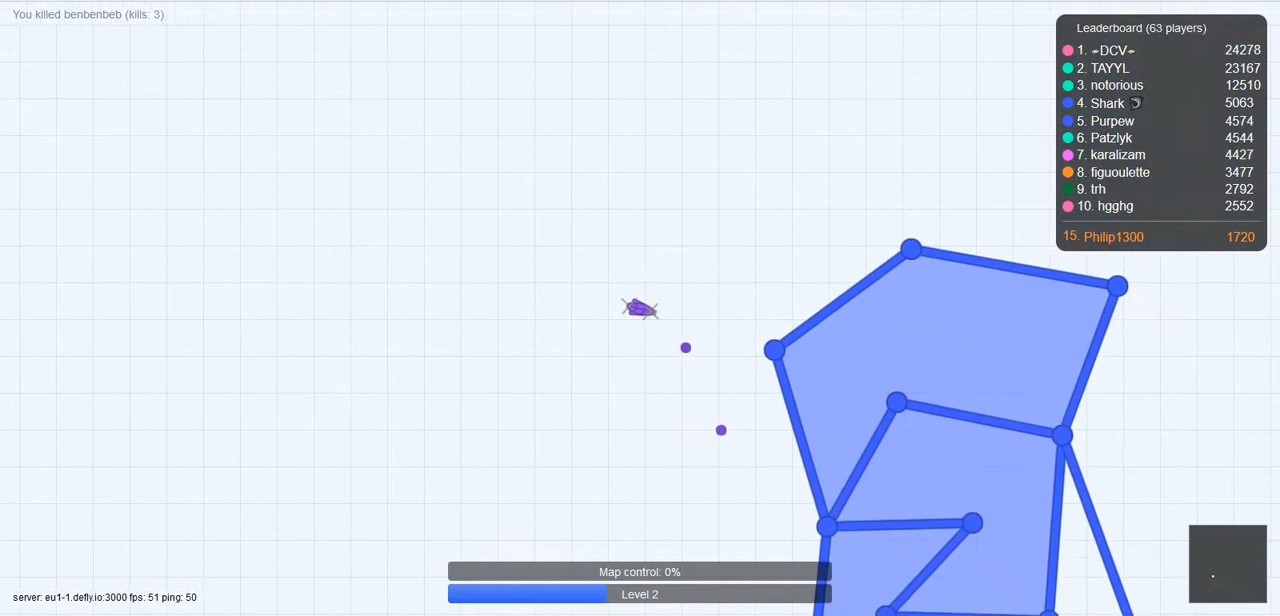 You killed benbenbeb (kills: 3)
Leaderboard (63 players)
1. DCV 24278
2. TAYYL 23167
3. notorious 12510
4. Shark 5063
5. Purpew 4574
6. Patzlyk 4544
7. karalizam 4427
8. figuoulette 3477
9. trh 2792
10. hgghg 2552
15. Philip1300 1720
Map control: 0%
Level 2
server: eu1-1.defly.io:3000 fps: 51 ping: 50